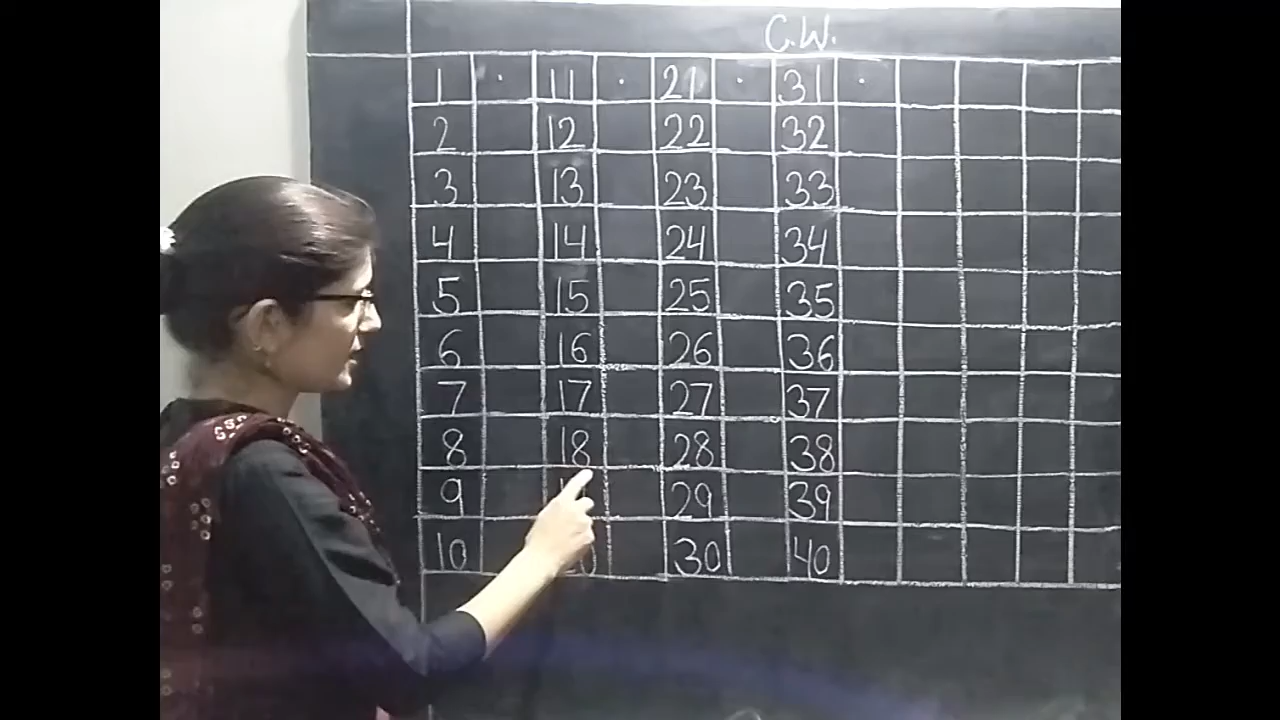 C.W.
1 · 11 · 21 · 31 ·
2 12 22 32
3 13 23 33
4 14 24 34
5 15 25 35
6 16 26 36
7 17 27 37
8 18 28 38
9 29 39
10 30 40